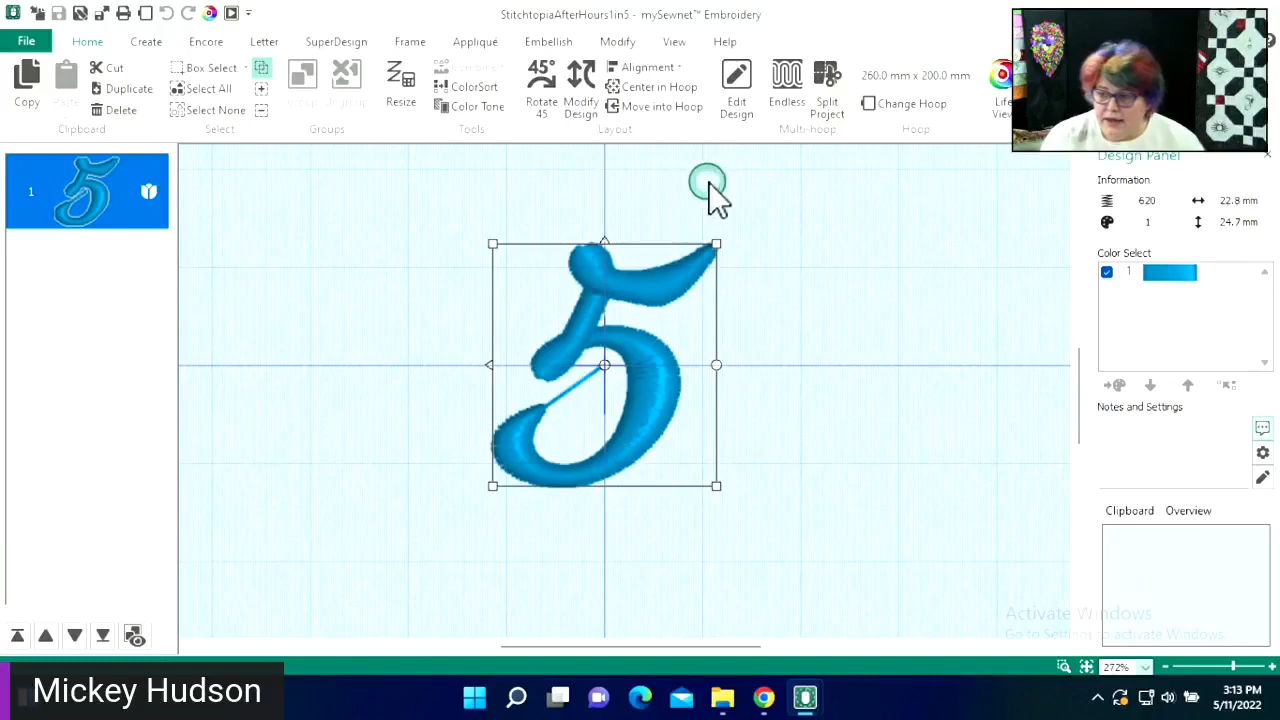 StitchtopiaAfterHours1in5 - mySewnet™ Embroidery
File Home Create Encore Letter SuperDesign Frame Appliqué Embellish Modify View Help
Copy
Cut
Duplicate
Delete
Clipboard
Box Select
Select All
Select None
Select
Groups
Resize
ColorSort
Color Tone
Tools
Rotate 45
Modify Design
Alignment
Center in Hoop
Move into Hoop
Layout
Edit Design
Endless
Split Project
Multi-hoop
260.0 mm x 200.0 mm
Change Hoop
Hoop
1
5
Design Panel
Information
620 22.8 mm
1 24.7 mm
Color Select
1
Notes and Settings
Clipboard Overview
Activate Windows
Go to Settings to activate Windows.
272%
Mickey Hudson
3:13 PM
5/11/2022